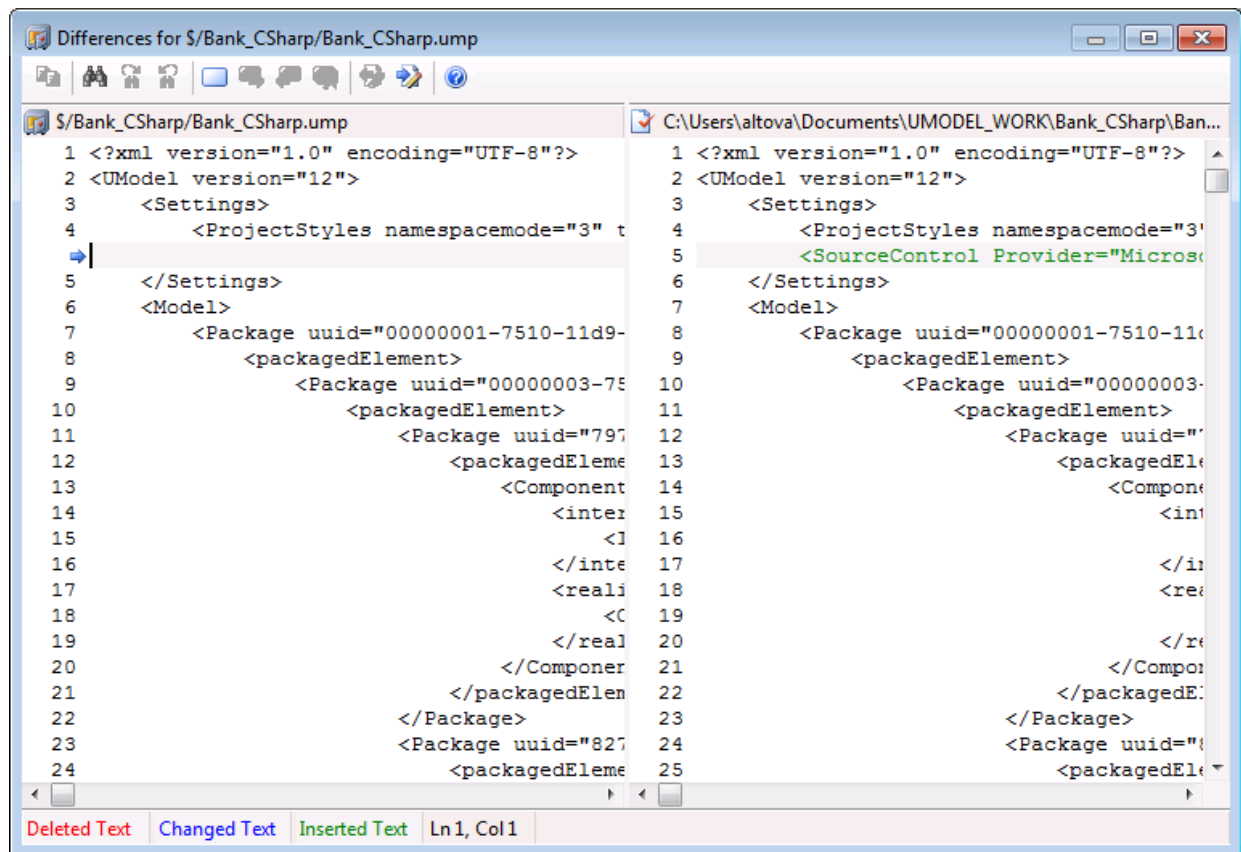 Differences for $/Bank_CSharp/Bank_CSharp.ump
$/Bank_CSharp/Bank_CSharp.ump
1 <?xml version="1.0" encoding="UTF-8"?>
2 <UModel version="12">
3 <Settings>
4 <ProjectStyles namespacemode="3" t
5 </Settings>
6 <Model>
7 <Package uuid="00000001-7510-11d9-
8 <packagedElement>
9 <Package uuid="00000003-75
10 <packagedElement>
11 <Package uuid="797
12 <packagedEleme
13 <Component
14 <inter
15 <I
16 </inte
17 <reali
18 <C
19 </real
20 </Componen
21 </packagedElem
22 </Package>
23 <Package uuid="827
24 <packagedEleme
C:\Users\altova\Documents\UMODEL_WORK\Bank_CSharp\Ban...
1 <?xml version="1.0" encoding="UTF-8"?>
2 <UModel version="12">
3 <Settings>
4 <ProjectStyles namespacemode="3"
5 <SourceControl Provider="Microso
6 </Settings>
7 <Model>
8 <Package uuid="00000001-7510-11d
9 <packagedElement>
10 <Package uuid="00000003-
11 <packagedElement>
12 <Package uuid="7
13 <packagedEle
14 <Compone
15 <int
16
17 </in
18 <rea
19
20 </re
21 </Compon
22 </packagedEl
23 </Package>
24 <Package uuid="8
25 <packagedEle
Deleted Text Changed Text Inserted Text Ln 1, Col 1